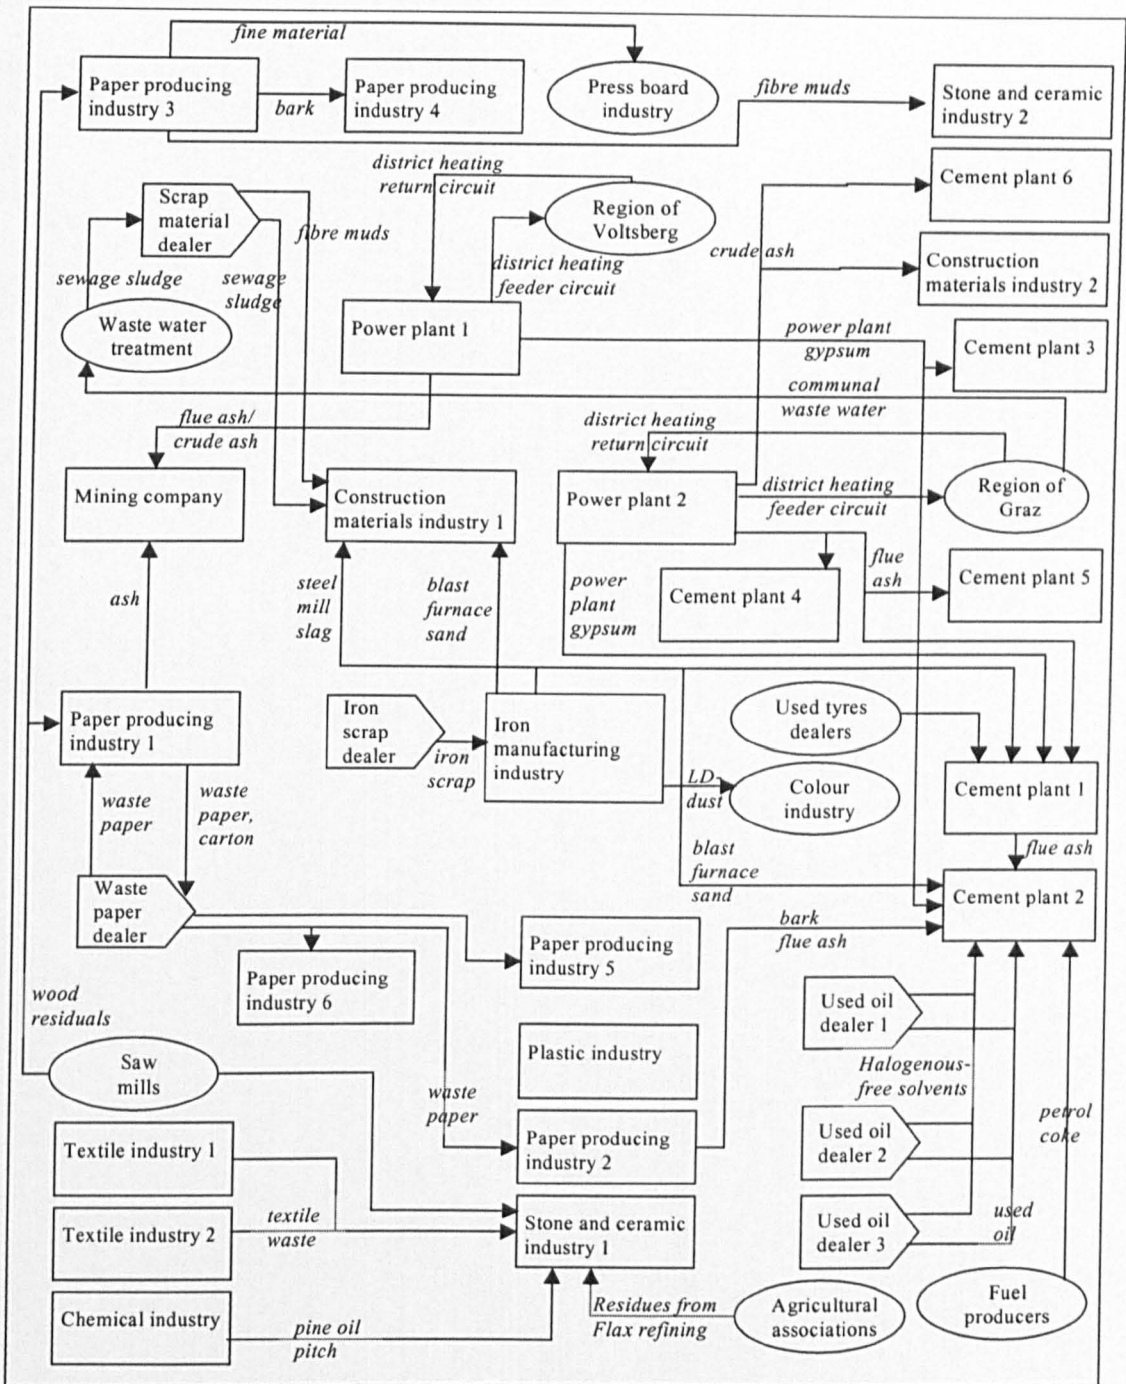 fine material
Paper producing
industry 3
bark
Paper producing
industry 4
Press board
industry
fibre muds
Stone and ceramic
industry 2
district heating
return circuit
Cement plant 6
Scrap
material
dealer
fibre muds
Region of
Voltsberg
crude ash
Construction
materials industry 2
sewage sludge
sewage
sludge
district heating
feeder circuit
Waste water
treatment
Power plant 1
power plant
gypsum
Cement plant 3
communal
waste water
flue ash/
crude ash
district heating
return circuit
Mining company
Construction
materials industry 1
Power plant 2
district heating
feeder circuit
Region of
Graz
ash
steel
mill
slag
blast
furnace
sand
power
plant
gypsum
Cement plant 4
flue
ash
Cement plant 5
Paper producing
industry 1
Iron
scrap
dealer
iron
scrap
Iron
manufacturing
industry
Used tyres
dealers
LD-
dust
Colour
industry
Cement plant 1
waste
paper
waste
paper,
carton
blast
furnace
sand
flue ash
Waste
paper
dealer
Cement plant 2
bark
flue ash
Paper producing
industry 6
Paper producing
industry 5
wood
residuals
Used oil
dealer 1
Plastic industry
Saw
mills
Halogenous-
free solvents
waste
paper
petrol
coke
Textile industry 1
Paper producing
industry 2
Used oil
dealer 2
Textile industry 2
textile
waste
Stone and ceramic
industry 1
Used oil
dealer 3
used
oil
Chemical industry
pine oil
pitch
Residues from
Flax refining
Agricultural
associations
Fuel
producers